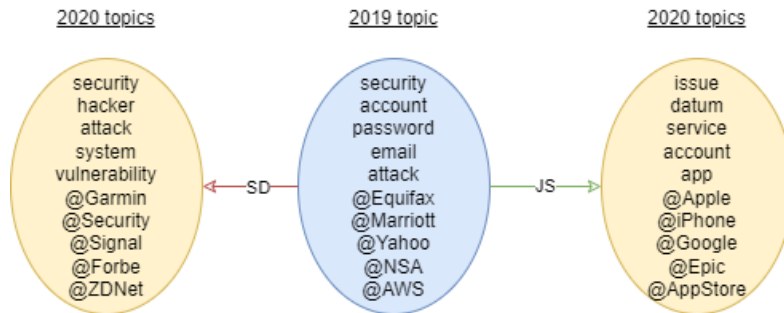 2020 topics
2019 topic
2020 topics
security
hacker
attack
system
vulnerability
@Garmin
@Security
@Signal
@Forbe
@ZDNet
SD
security
account
password
email
attack
@Equifax
@Marriott
@Yahoo
@NSA
@AWS
JS
issue
datum
service
account
app
@Apple
@iPhone
@Google
@Epic
@AppStore